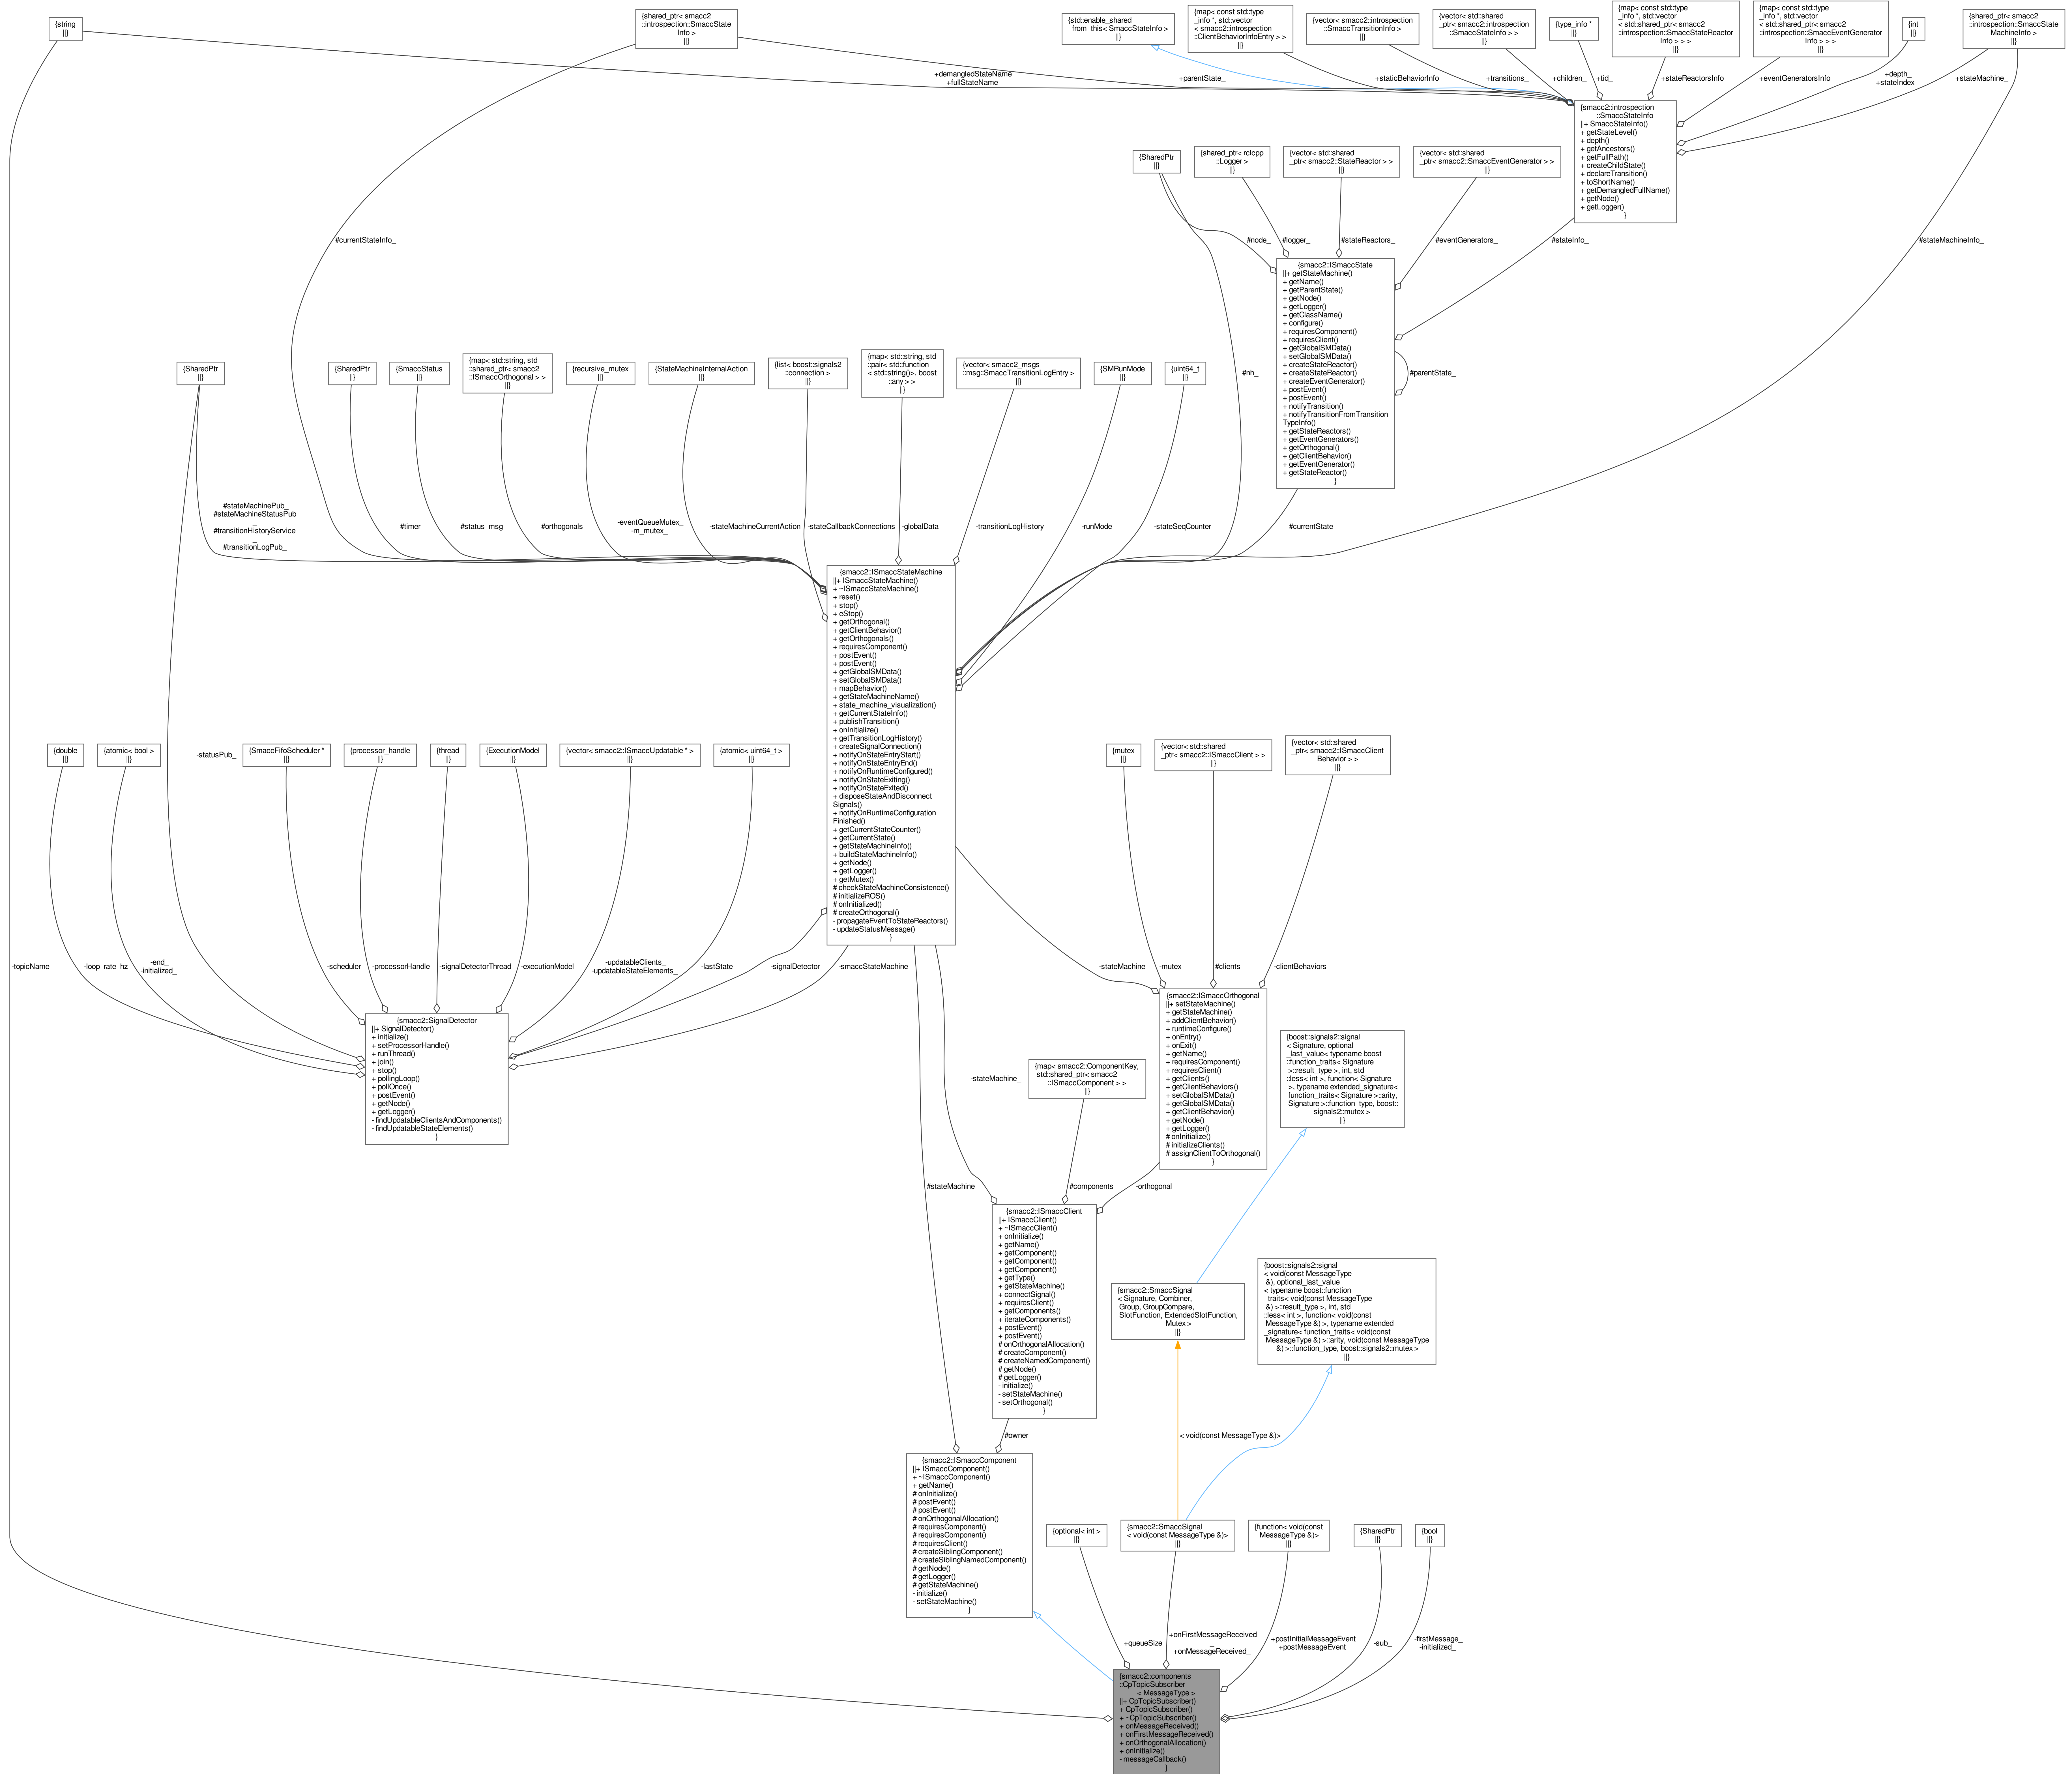 {string
||}
{shared_ptr< smacc2
::introspection::SmaccState
Info >
||}
{std::enable_shared
_from_this< SmaccStateInfo >
||}
{map< const std::type
_info *, std::vector
< smacc2::introspection
::ClientBehaviorInfoEntry > >
||}
{vector< smacc2::introspection
::SmaccTransitionInfo >
||}
{vector< std::shared
_ptr< smacc2::introspection
::SmaccStateInfo > >
||}
{type_info *
||}
{map< const std::type
_info *, std::vector
< std::shared_ptr< smacc2
::introspection::SmaccStateReactor
Info > > >
||}
{map< const std::type
_info *, std::vector
< std::shared_ptr< smacc2
::introspection::SmaccEventGenerator
Info > > >
||}
{int
||}
{shared_ptr< smacc2
::introspection::SmaccState
MachineInfo >
||}
+demangledStateName
+fullStateName
+parentState_
+staticBehaviorInfo
+transitions_
+children_
+tid_
+stateReactorsInfo
+eventGeneratorsInfo
+depth_
+stateIndex_
+stateMachine_
{smacc2::introspection
::SmaccStateInfo
||+ SmaccStateInfo()
+ getStateLevel()
+ depth()
+ getAncestors()
+ getFullPath()
+ createChildState()
+ declareTransition()
+ toShortName()
+ getDemangledFullName()
+ getNode()
+ getLogger()
}
{SharedPtr
||}
{shared_ptr< rclcpp
::Logger >
||}
{vector< std::shared
_ptr< smacc2::StateReactor > >
||}
{vector< std::shared
_ptr< smacc2::SmaccEventGenerator > >
||}
#currentStateInfo_
#node_
#logger_
#stateReactors_
#eventGenerators_
#stateInfo_
#stateMachineInfo_
{smacc2::ISmaccState
||+ getStateMachine()
+ getName()
+ getParentState()
+ getNode()
+ getLogger()
+ getClassName()
+ configure()
+ requiresComponent()
+ requiresClient()
+ getGlobalSMData()
+ setGlobalSMData()
+ createStateReactor()
+ createStateReactor()
+ createEventGenerator()
+ postEvent()
+ postEvent()
+ notifyTransition()
+ notifyTransitionFromTransition
TypeInfo()
+ getStateReactors()
+ getEventGenerators()
+ getOrthogonal()
+ getClientBehavior()
+ getEventGenerator()
+ getStateReactor()
}
#nh_
#parentState_
{SharedPtr
||}
{SharedPtr
||}
{SmaccStatus
||}
{map< std::string, std
::shared_ptr< smacc2
::ISmaccOrthogonal > >
||}
{recursive_mutex
||}
{StateMachineInternalAction
||}
{list< boost::signals2
::connection >
||}
{map< std::string, std
::pair< std::function
< std::string()>, boost
::any > >
||}
{vector< smacc2_msgs
::msg::SmaccTransitionLogEntry >
||}
{SMRunMode
||}
{uint64_t
||}
#stateMachinePub_
#stateMachineStatusPub
_
#transitionHistoryService
_
#transitionLogPub_
#timer_
#status_msg_
#orthogonals_
-eventQueueMutex_
-m_mutex_
-stateMachineCurrentAction
-stateCallbackConnections
-globalData_
-transitionLogHistory_
-runMode_
-stateSeqCounter_
#currentState_
{smacc2::ISmaccStateMachine
||+ ISmaccStateMachine()
+ ~ISmaccStateMachine()
+ reset()
+ stop()
+ eStop()
+ getOrthogonal()
+ getClientBehavior()
+ getOrthogonals()
+ requiresComponent()
+ postEvent()
+ postEvent()
+ getGlobalSMData()
+ setGlobalSMData()
+ mapBehavior()
+ getStateMachineName()
+ state_machine_visualization()
+ getCurrentStateInfo()
+ publishTransition()
+ onInitialize()
+ getTransitionLogHistory()
+ createSignalConnection()
+ notifyOnStateEntryStart()
+ notifyOnStateEntryEnd()
+ notifyOnRuntimeConfigured()
+ notifyOnStateExiting()
+ notifyOnStateExited()
+ disposeStateAndDisconnect
Signals()
+ notifyOnRuntimeConfiguration
Finished()
+ getCurrentStateCounter()
+ getCurrentState()
+ getStateMachineInfo()
+ buildStateMachineInfo()
+ getNode()
+ getLogger()
+ getMutex()
# checkStateMachineConsistence()
# initializeROS()
# onInitialized()
# createOrthogonal()
- propagateEventToStateReactors()
- updateStatusMessage()
}
{double
||}
{atomic< bool >
||}
-statusPub_
{SmaccFifoScheduler *
||}
{processor_handle
||}
{thread
||}
{ExecutionModel
||}
{vector< smacc2::ISmaccUpdatable * >
||}
{atomic< uint64_t >
||}
{mutex
||}
{vector< std::shared
_ptr< smacc2::ISmaccClient > >
||}
{vector< std::shared
_ptr< smacc2::ISmaccClient
Behavior > >
||}
-topicName_
-loop_rate_hz
-end_
-initialized_
-scheduler_
-processorHandle_
-signalDetectorThread_
-executionModel_
-updatableClients_
-updatableStateElements_
-lastState_
-signalDetector_
-smaccStateMachine_
-stateMachine_
-mutex_
#clients_
-clientBehaviors_
{smacc2::SignalDetector
||+ SignalDetector()
+ initialize()
+ setProcessorHandle()
+ runThread()
+ join()
+ stop()
+ pollingLoop()
+ pollOnce()
+ postEvent()
+ getNode()
+ getLogger()
- findUpdatableClientsAndComponents()
- findUpdatableStateElements()
}
{smacc2::ISmaccOrthogonal
||+ setStateMachine()
+ getStateMachine()
+ addClientBehavior()
+ runtimeConfigure()
+ onEntry()
+ onExit()
+ getName()
+ requiresComponent()
+ requiresClient()
+ getClients()
+ getClientBehaviors()
+ setGlobalSMData()
+ getGlobalSMData()
+ getClientBehavior()
+ getNode()
+ getLogger()
# onInitialize()
# initializeClients()
# assignClientToOrthogonal()
}
{boost::signals2::signal
< Signature, optional
_last_value< typename boost
::function_traits< Signature
>::result_type >, int, std
::less< int >, function< Signature
>, typename extended_signature<
function_traits< Signature >::arity,
Signature >::function_type, boost::
signals2::mutex >
||}
-stateMachine_
{map< smacc2::ComponentKey,
std::shared_ptr< smacc2
::ISmaccComponent > >
||}
#stateMachine_
#components_
-orthogonal_
{smacc2::ISmaccClient
||+ ISmaccClient()
+ ~ISmaccClient()
+ onInitialize()
+ getName()
+ getComponent()
+ getComponent()
+ getComponent()
+ getType()
+ getStateMachine()
+ connectSignal()
+ requiresClient()
+ getComponents()
+ iterateComponents()
+ postEvent()
+ postEvent()
# onOrthogonalAllocation()
# createComponent()
# createNamedComponent()
# getNode()
# getLogger()
- initialize()
- setStateMachine()
- setOrthogonal()
}
{smacc2::SmaccSignal
< Signature, Combiner,
Group, GroupCompare,
SlotFunction, ExtendedSlotFunction,
Mutex >
||}
{boost::signals2::signal
< void(const MessageType
&), optional_last_value
< typename boost::function
_traits< void(const MessageType
&) >::result_type >, int, std
::less< int >, function< void(const
MessageType &) >, typename extended
_signature< function_traits< void(const
MessageType &) >::arity, void(const MessageType
&) >::function_type, boost::signals2::mutex >
||}
#owner_
< void(const MessageType &)>
{smacc2::ISmaccComponent
||+ ISmaccComponent()
+ ~ISmaccComponent()
+ getName()
# onInitialize()
# postEvent()
# postEvent()
# onOrthogonalAllocation()
# requiresComponent()
# requiresComponent()
# requiresClient()
# createSiblingComponent()
# createSiblingNamedComponent()
# getNode()
# getLogger()
# getStateMachine()
- initialize()
- setStateMachine()
}
{optional< int >
||}
{smacc2::SmaccSignal
< void(const MessageType &)>
||}
{function< void(const
MessageType &)>
||}
{SharedPtr
||}
{bool
||}
+queueSize
+onFirstMessageReceived
_
+onMessageReceived_
+postInitialMessageEvent
+postMessageEvent
-sub_
-firstMessage_
-initialized_
{smacc2::components
::CpTopicSubscriber
< MessageType >
||+ CpTopicSubscriber()
+ CpTopicSubscriber()
+ ~CpTopicSubscriber()
+ onMessageReceived()
+ onFirstMessageReceived()
+ onOrthogonalAllocation()
+ onInitialize()
- messageCallback()
}